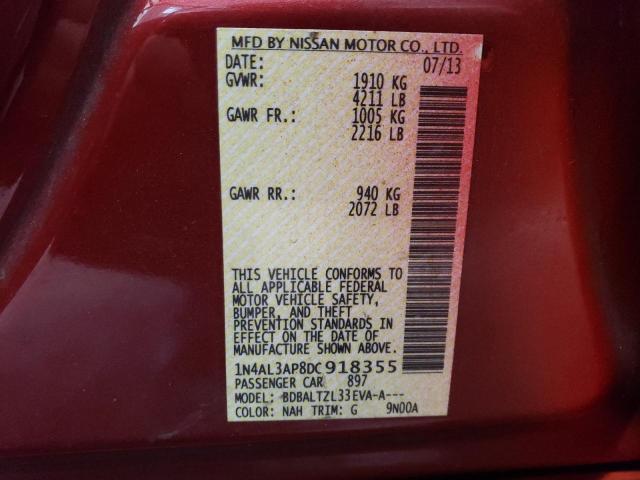 MFD BY NISSAN MOTOR CO., LTD.
DATE: 07/13
GVWR: 1910 KG
4211 LB
GAWR FR.: 1005 KG
2216 LB
GAWR RR.: 940 KG
2072 LB
THIS VEHICLE CONFORMS TO
ALL APPLICABLE FEDERAL
MOTOR VEHICLE SAFETY,
BUMPER, AND THEFT
PREVENTION STANDARDS IN
EFFECT ON THE DATE OF
MANUFACTURE SHOWN ABOVE.
1N4AL3AP8DC918355
PASSENGER CAR 897
MODEL: BDBALTZL33EVA-A---
COLOR: NAH TRIM: G 9N00A